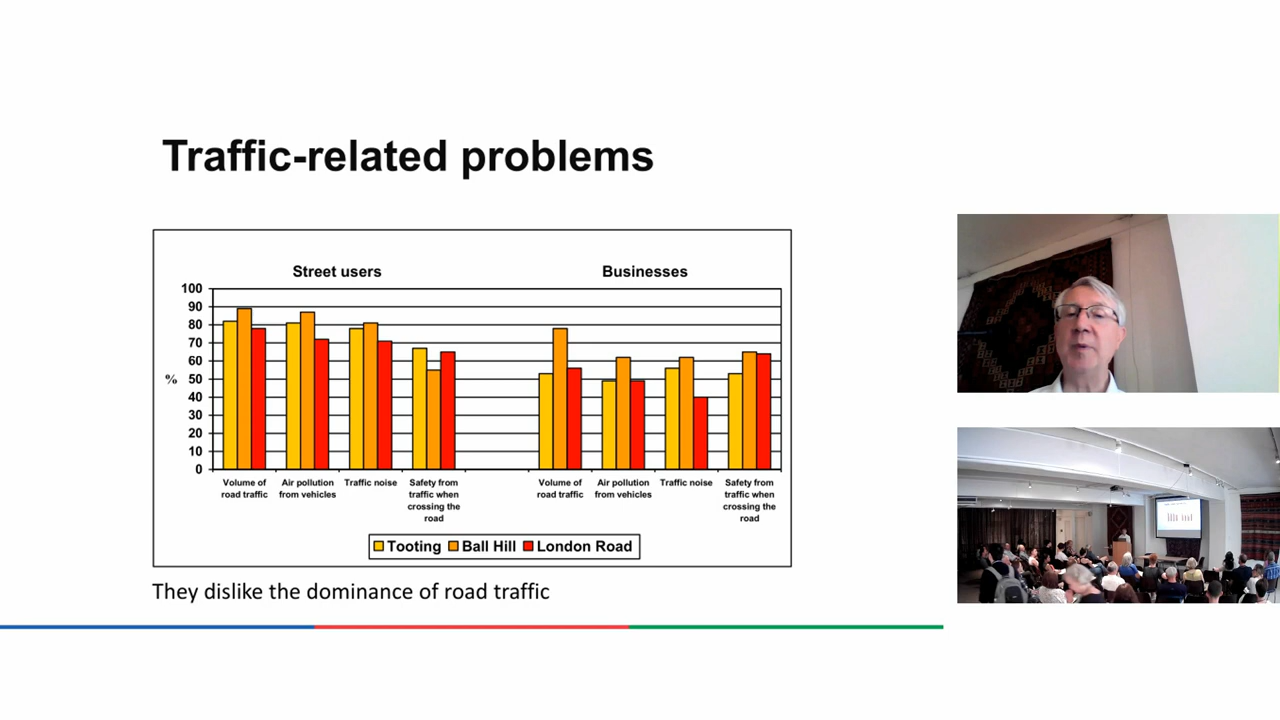 Traffic-related problems
Street users
Businesses
100
90
80
70
60
50
40
30
20
10
0
%
Volume of
road traffic
Air pollution
from vehicles
Traffic noise
Safety from
traffic when
crossing the
road
Volume of
road traffic
Air pollution
from vehicles
Traffic noise
Safety from
traffic when
crossing the
road
Tooting Ball Hill London Road
They dislike the dominance of road traffic